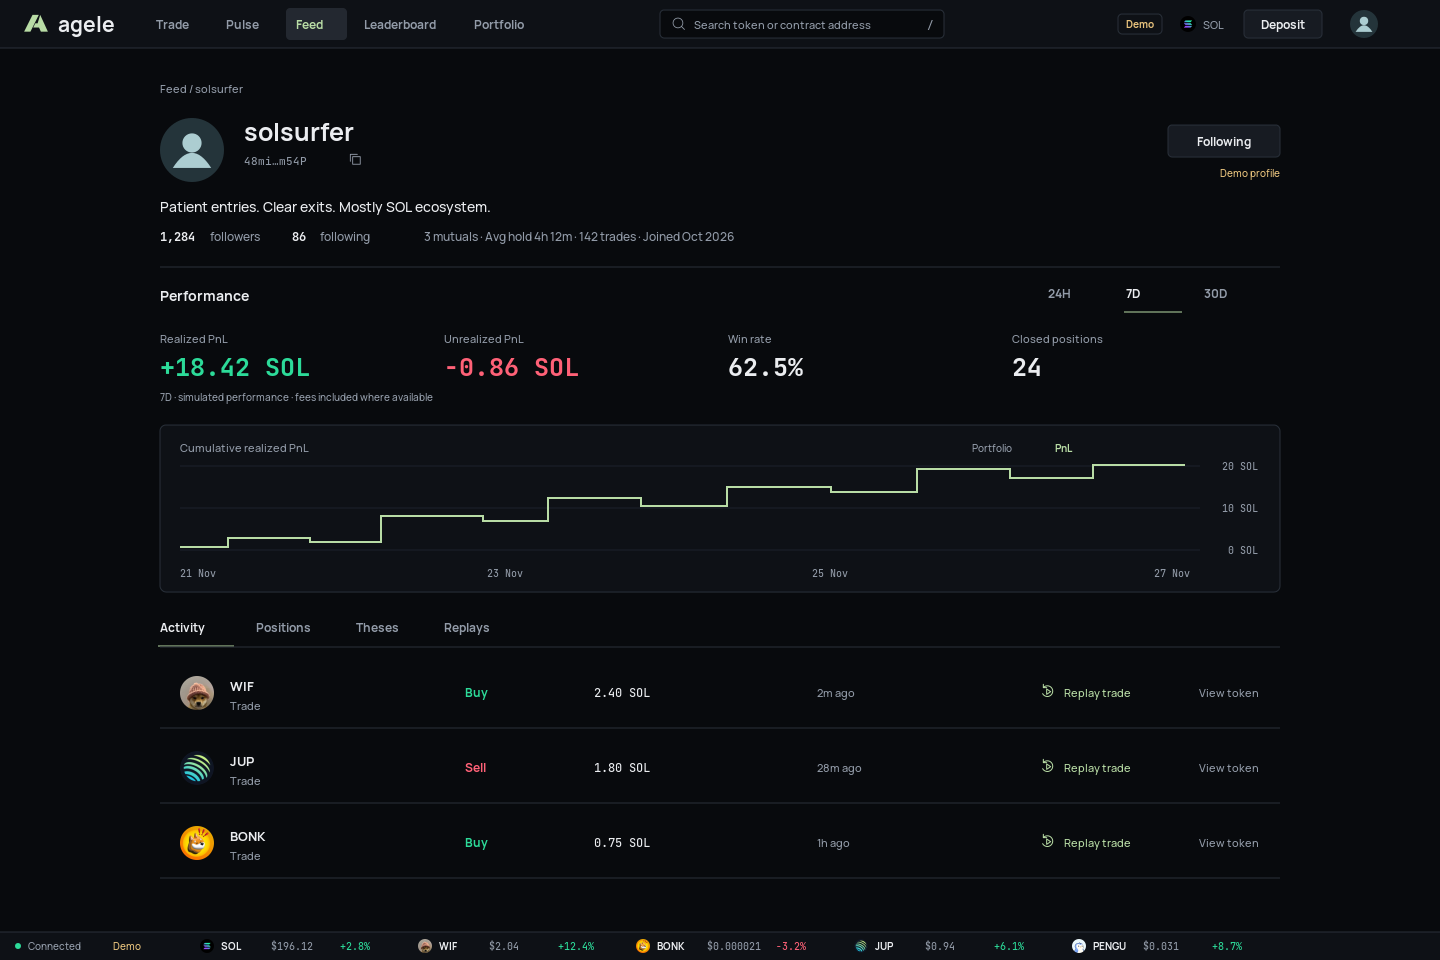 agele
Trade Pulse Feed Leaderboard Portfolio
Search token or contract address /
Demo SOL Deposit
Feed / solsurfer
solsurfer
48mi…m54P
Following
Demo profile
Patient entries. Clear exits. Mostly SOL ecosystem.
1,284 followers 86 following 3 mutuals · Avg hold 4h 12m · 142 trades · Joined Oct 2026
Performance
24H 7D 30D
Realized PnL Unrealized PnL Win rate Closed positions
+18.42 SOL -0.86 SOL 62.5% 24
7D · simulated performance · fees included where available
Cumulative realized PnL
Portfolio PnL
20 SOL
10 SOL
0 SOL
21 Nov 23 Nov 25 Nov 27 Nov
Activity Positions Theses Replays
WIF
Trade
Buy 2.40 SOL 2m ago Replay trade View token
JUP
Trade
Sell 1.80 SOL 28m ago Replay trade View token
BONK
Trade
Buy 0.75 SOL 1h ago Replay trade View token
Connected Demo SOL $196.12 +2.8% WIF $2.04 +12.4% BONK $0.000021 -3.2% JUP $0.94 +6.1% PENGU $0.031 +8.7%